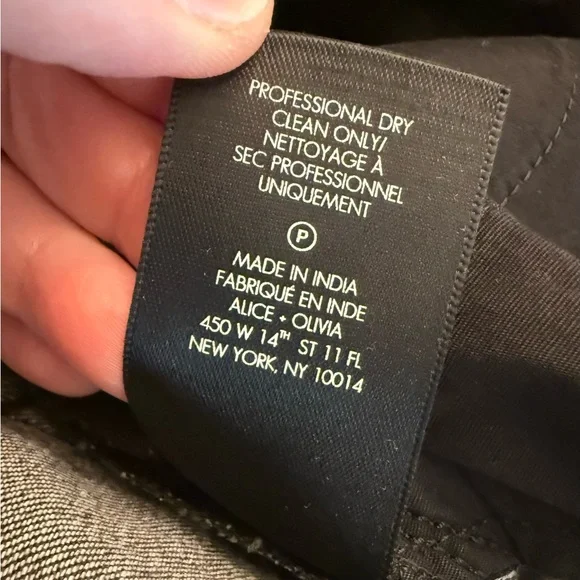 PROFESSIONAL DRY
CLEAN ONLY/
NETTOYAGE À
SEC PROFESSIONNEL
UNIQUEMENT
P
MADE IN INDIA
FABRIQUÉ EN INDE
ALICE + OLIVIA
450 W 14TH ST 11 FL
NEW YORK, NY 10014